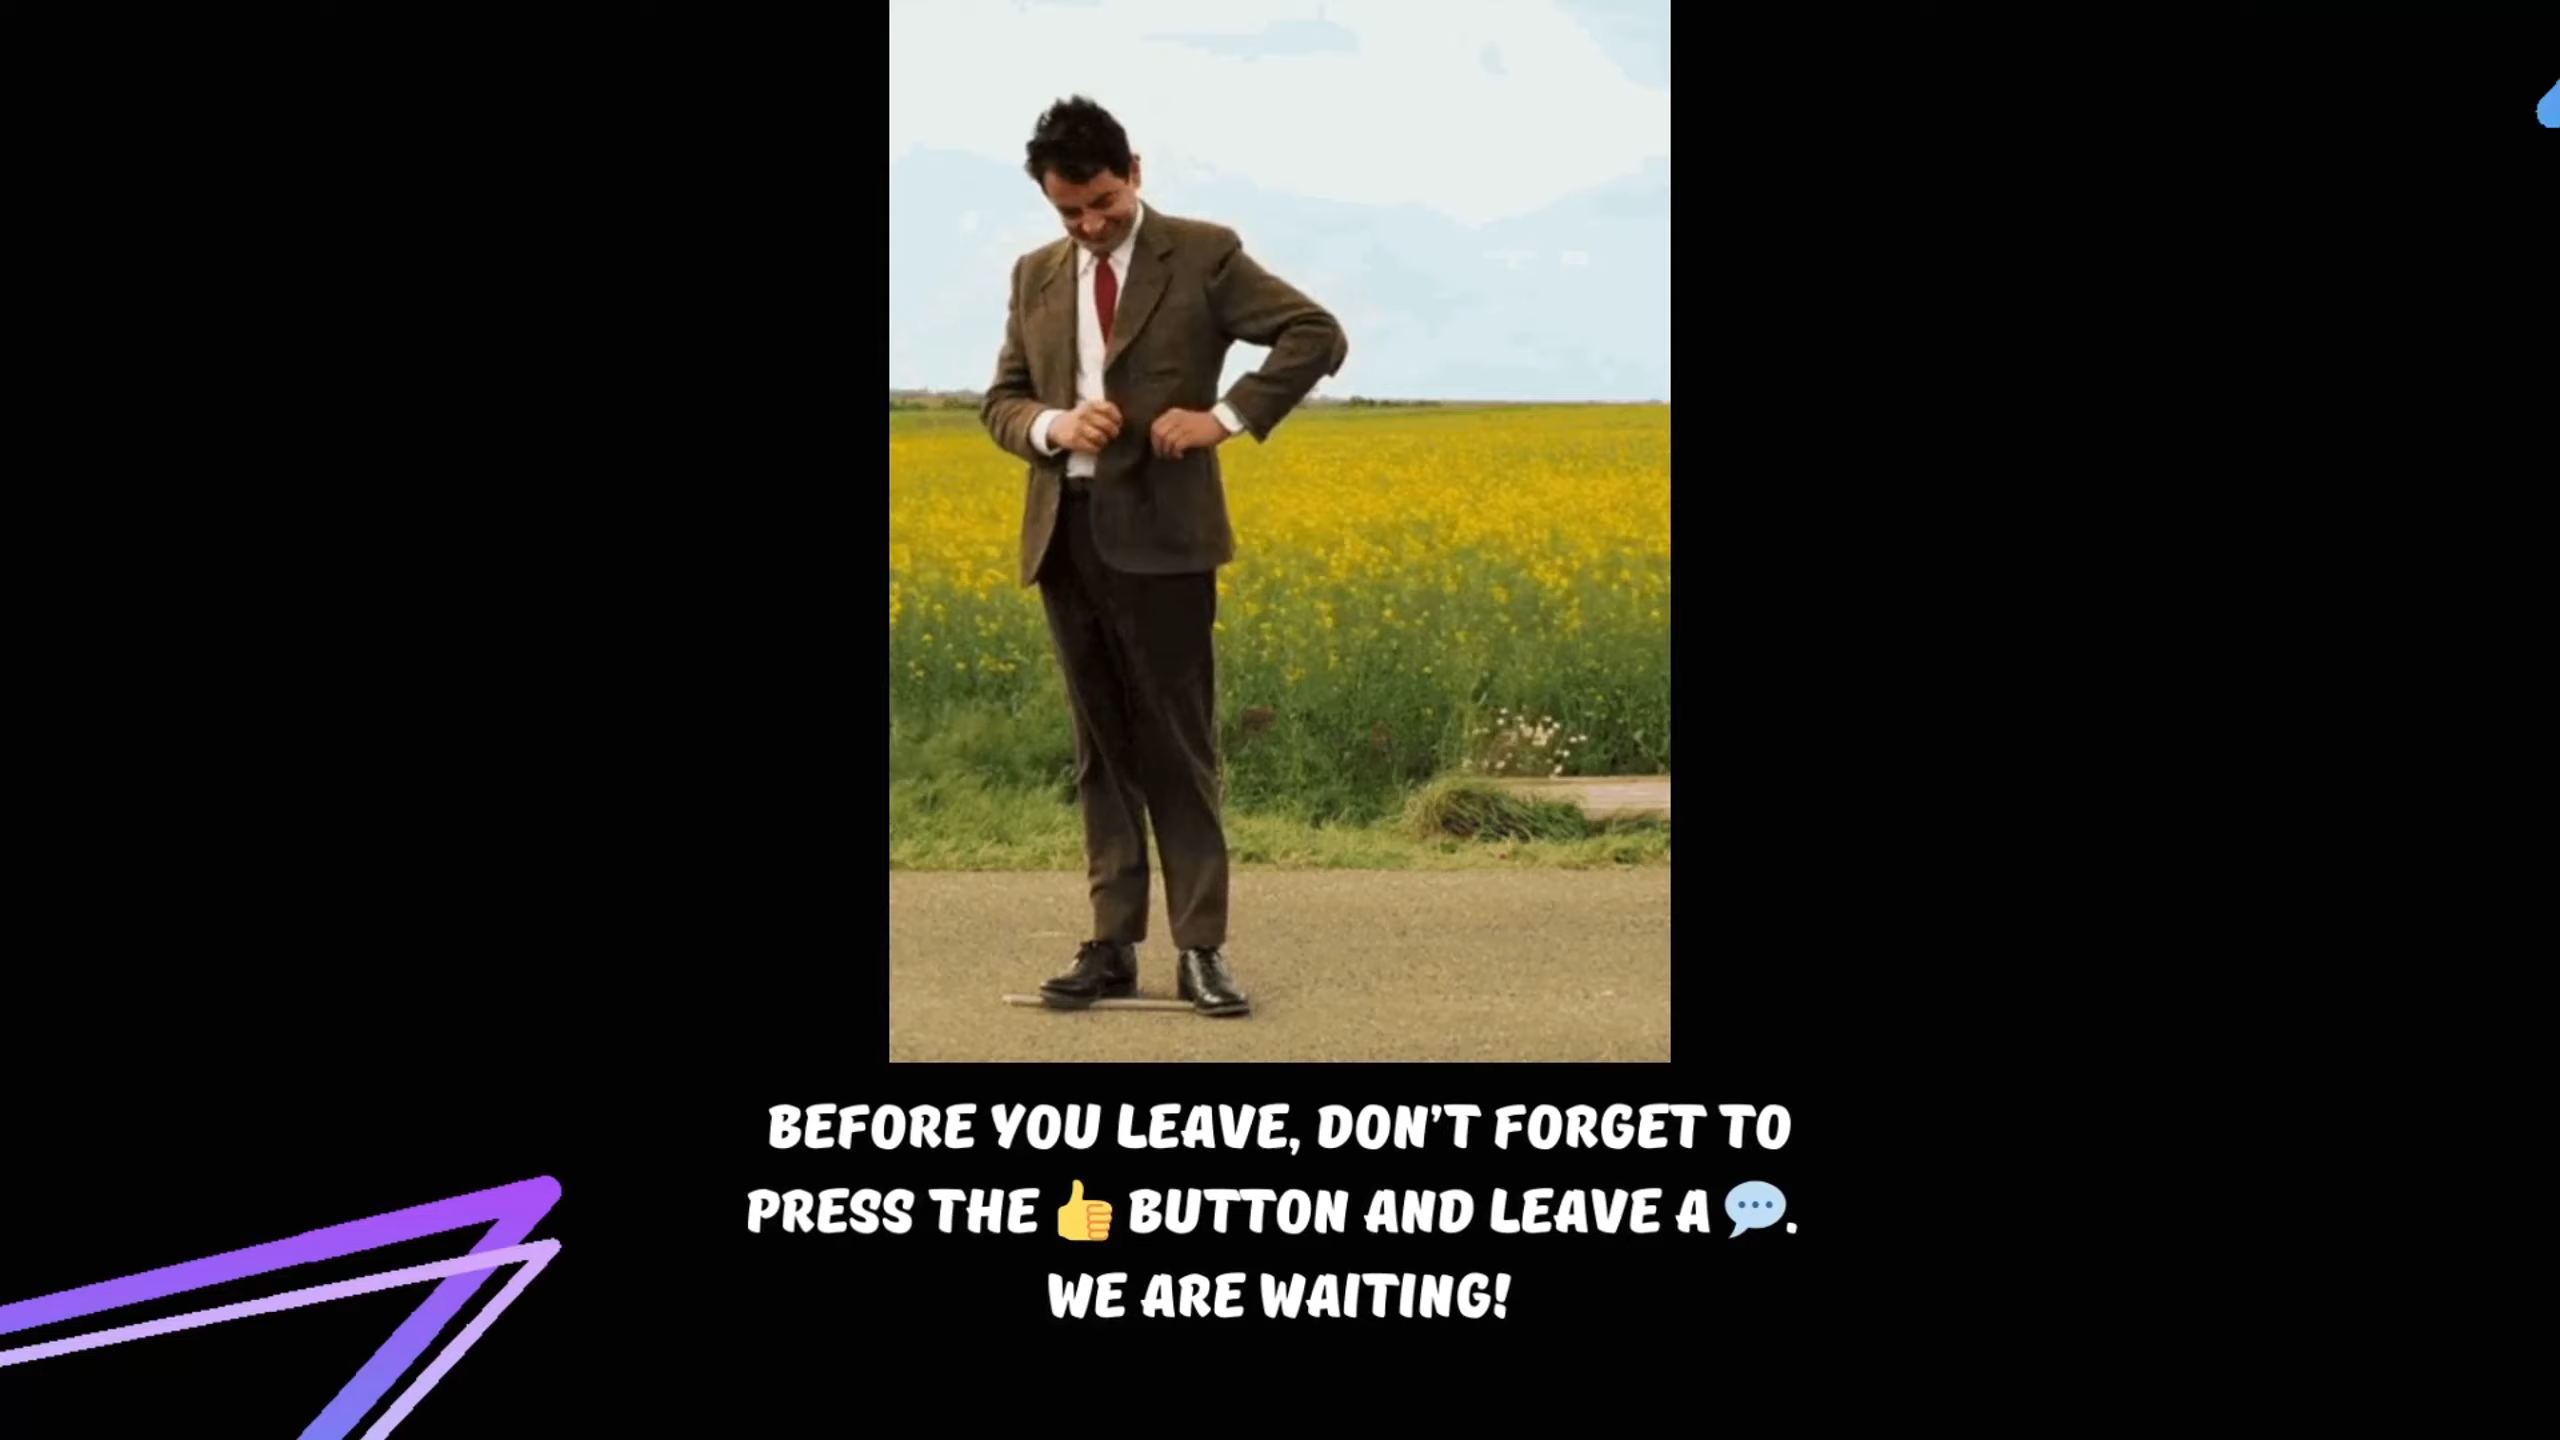 BEFORE YOU LEAVE, DON'T FORGET TO
PRESS THE 👍 BUTTON AND LEAVE A 💬.
WE ARE WAITING!